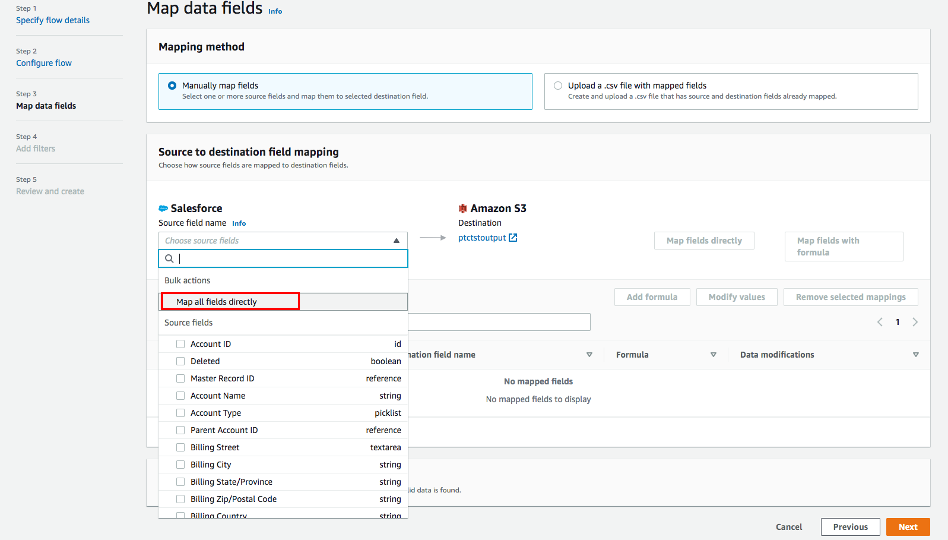 Step 1
Specify flow details
Step 2
Configure flow
Step 3
Map data fields
Step 4
Add filters
Step 5
Review and create
Map data fields Info
Mapping method
Manually map fields
Select one or more source fields and map them to selected destination field.
Upload a .csv file with mapped fields
Create and upload a .csv file that has source and destination fields already mapped.
Source to destination field mapping
Choose how source fields are mapped to destination fields.
Salesforce
Source field name Info
Choose source fields
Amazon S3
Destination
ptctstoutput
Map fields directly
Map fields with
formula
Bulk actions
Map all fields directly
Source fields
Account ID id
Deleted boolean
Master Record ID reference
Account Name string
Account Type picklist
Parent Account ID reference
Billing Street textarea
Billing City string
Billing State/Province string
Billing Zip/Postal Code string
Billing Country string
Add formula
Modify values
Remove selected mappings
1
field name
Formula
Data modifications
No mapped fields
No mapped fields to display
data is found.
Cancel
Previous
Next